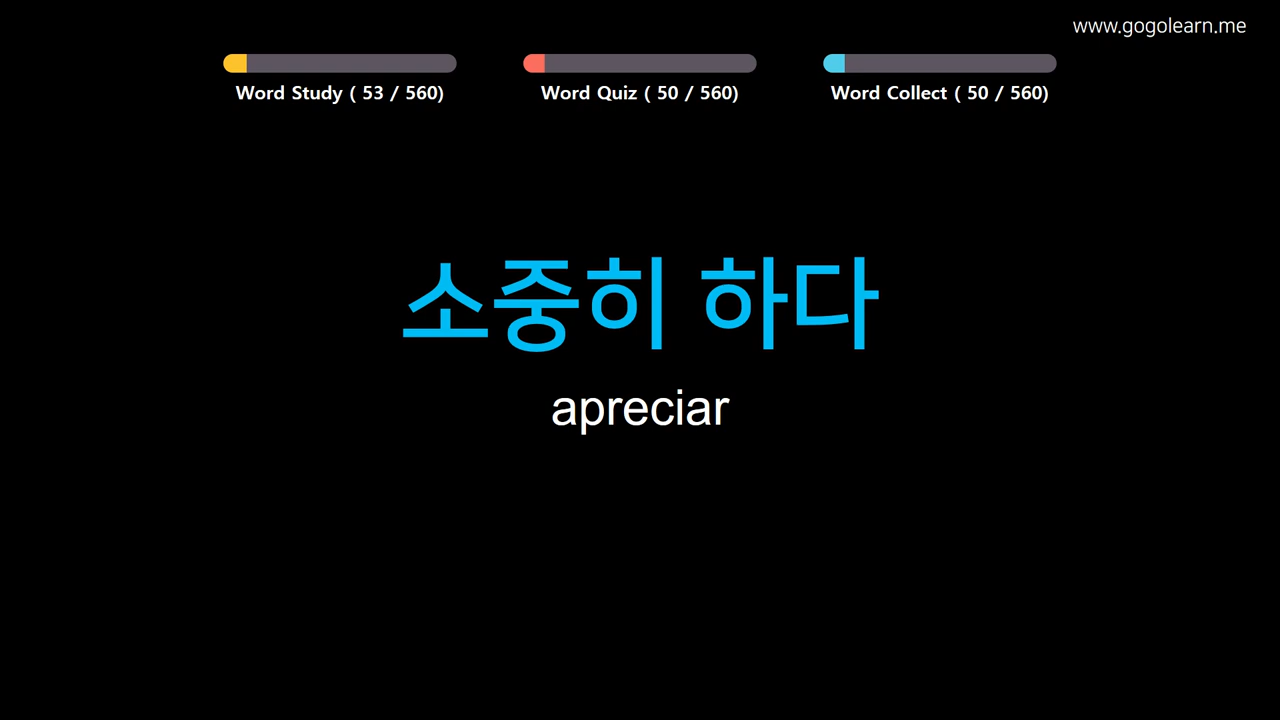 www.gogolearn.me
Word Study ( 53 / 560)
Word Quiz ( 50 / 560)
Word Collect ( 50 / 560)
소중히 하다
apreciar